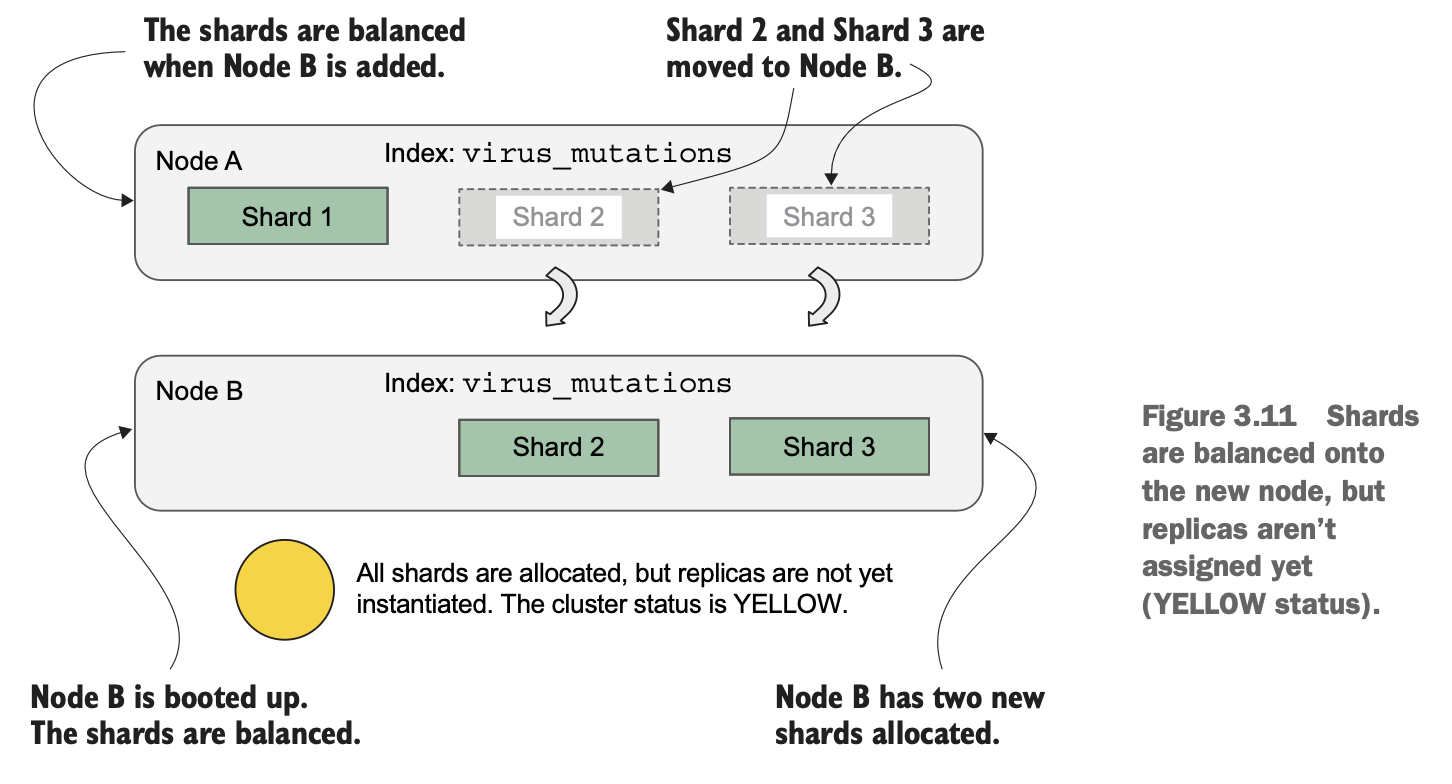 The shards are balanced
when Node B is added.
Shard 2 and Shard 3 are
moved to Node B.
Node A
Index: virus_mutations
Shard 1
Shard 2
Shard 3
Node B
Index: virus_mutations
Shard 2
Shard 3
All shards are allocated, but replicas are not yet
instantiated. The cluster status is YELLOW.
Node B is booted up.
The shards are balanced.
Node B has two new
shards allocated.
Figure 3.11 Shards
are balanced onto
the new node, but
replicas aren’t
assigned yet
(YELLOW status).